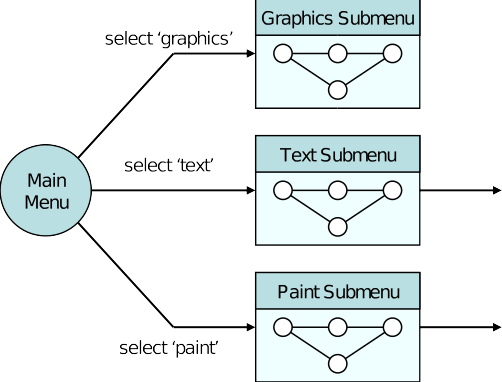 Graphics Submenu
select ‘graphics’
Text Submenu
select ‘text’
Main
Menu
Paint Submenu
select ‘paint’